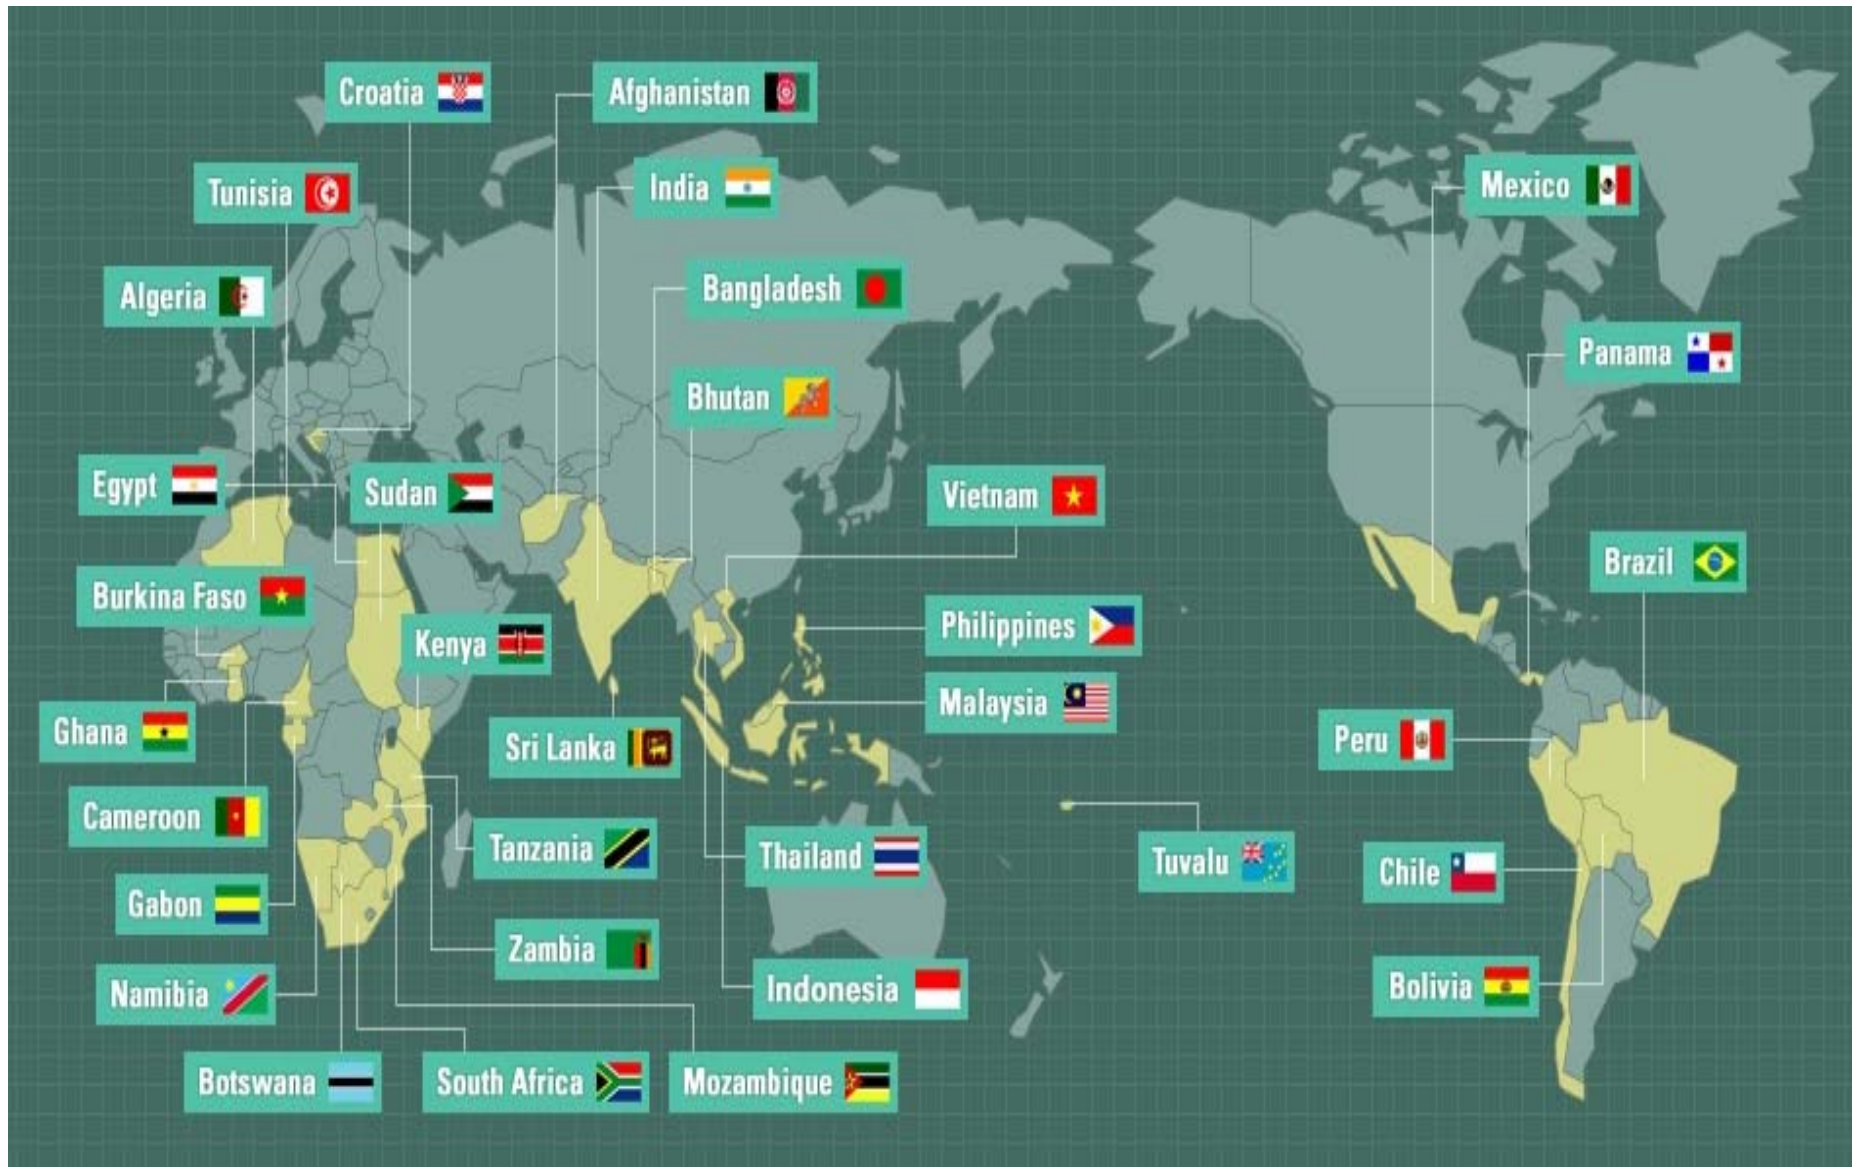 Croatia
Afghanistan
Tunisia
India
Mexico
Algeria
Bangladesh
Panama
Bhutan
Egypt
Sudan
Vietnam
Brazil
Burkina Faso
Kenya
Philippines
Malaysia
Ghana
Sri Lanka
Peru
Cameroon
Tanzania
Thailand
Tuvalu
Chile
Gabon
Zambia
Namibia
Indonesia
Bolivia
Botswana
South Africa
Mozambique